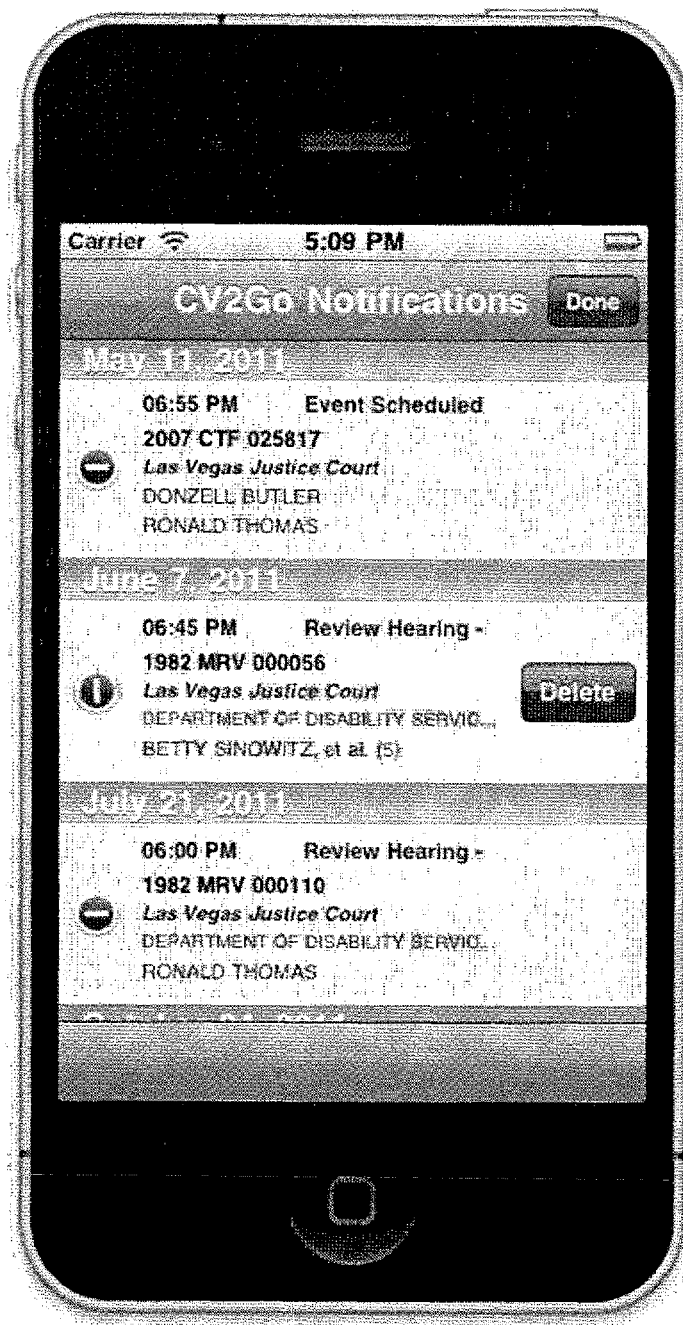 Carrier 5:09 PM
CV2Go Notifications Done
May 11, 2011
06:55 PM Event Scheduled
2007 CTF 025817
Las Vegas Justice Court
DONZELL BUTLER
RONALD THOMAS
June 7, 2011
06:45 PM Review Hearing -
1982 MRV 000056
Las Vegas Justice Court
Delete
DEPARTMENT OF DISABILITY SERVIC...
BETTY SINOWITZ, et al. (5)
July 21, 2011
06:00 PM Review Hearing -
1982 MRV 000110
Las Vegas Justice Court
DEPARTMENT OF DISABILITY SERVIC...
RONALD THOMAS